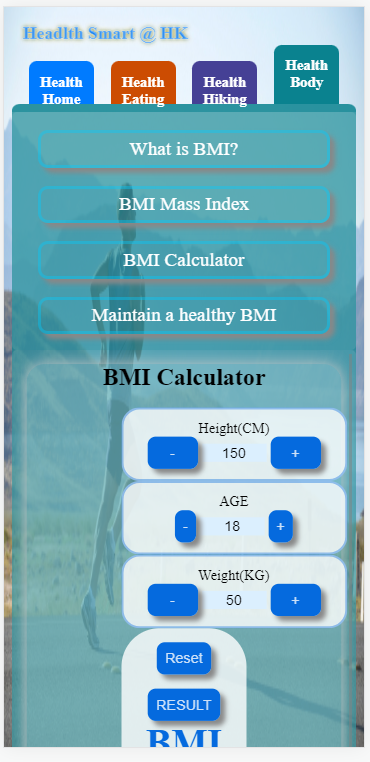 Headlth Smart @ HK
Health
Home
Health
Eating
Health
Hiking
Health
Body
What is BMI?
BMI Mass Index
BMI Calculator
Maintain a healthy BMI
BMI Calculator
Height(CM)
- 150 +
AGE
- 18 +
Weight(KG)
- 50 +
Reset
RESULT
BMI